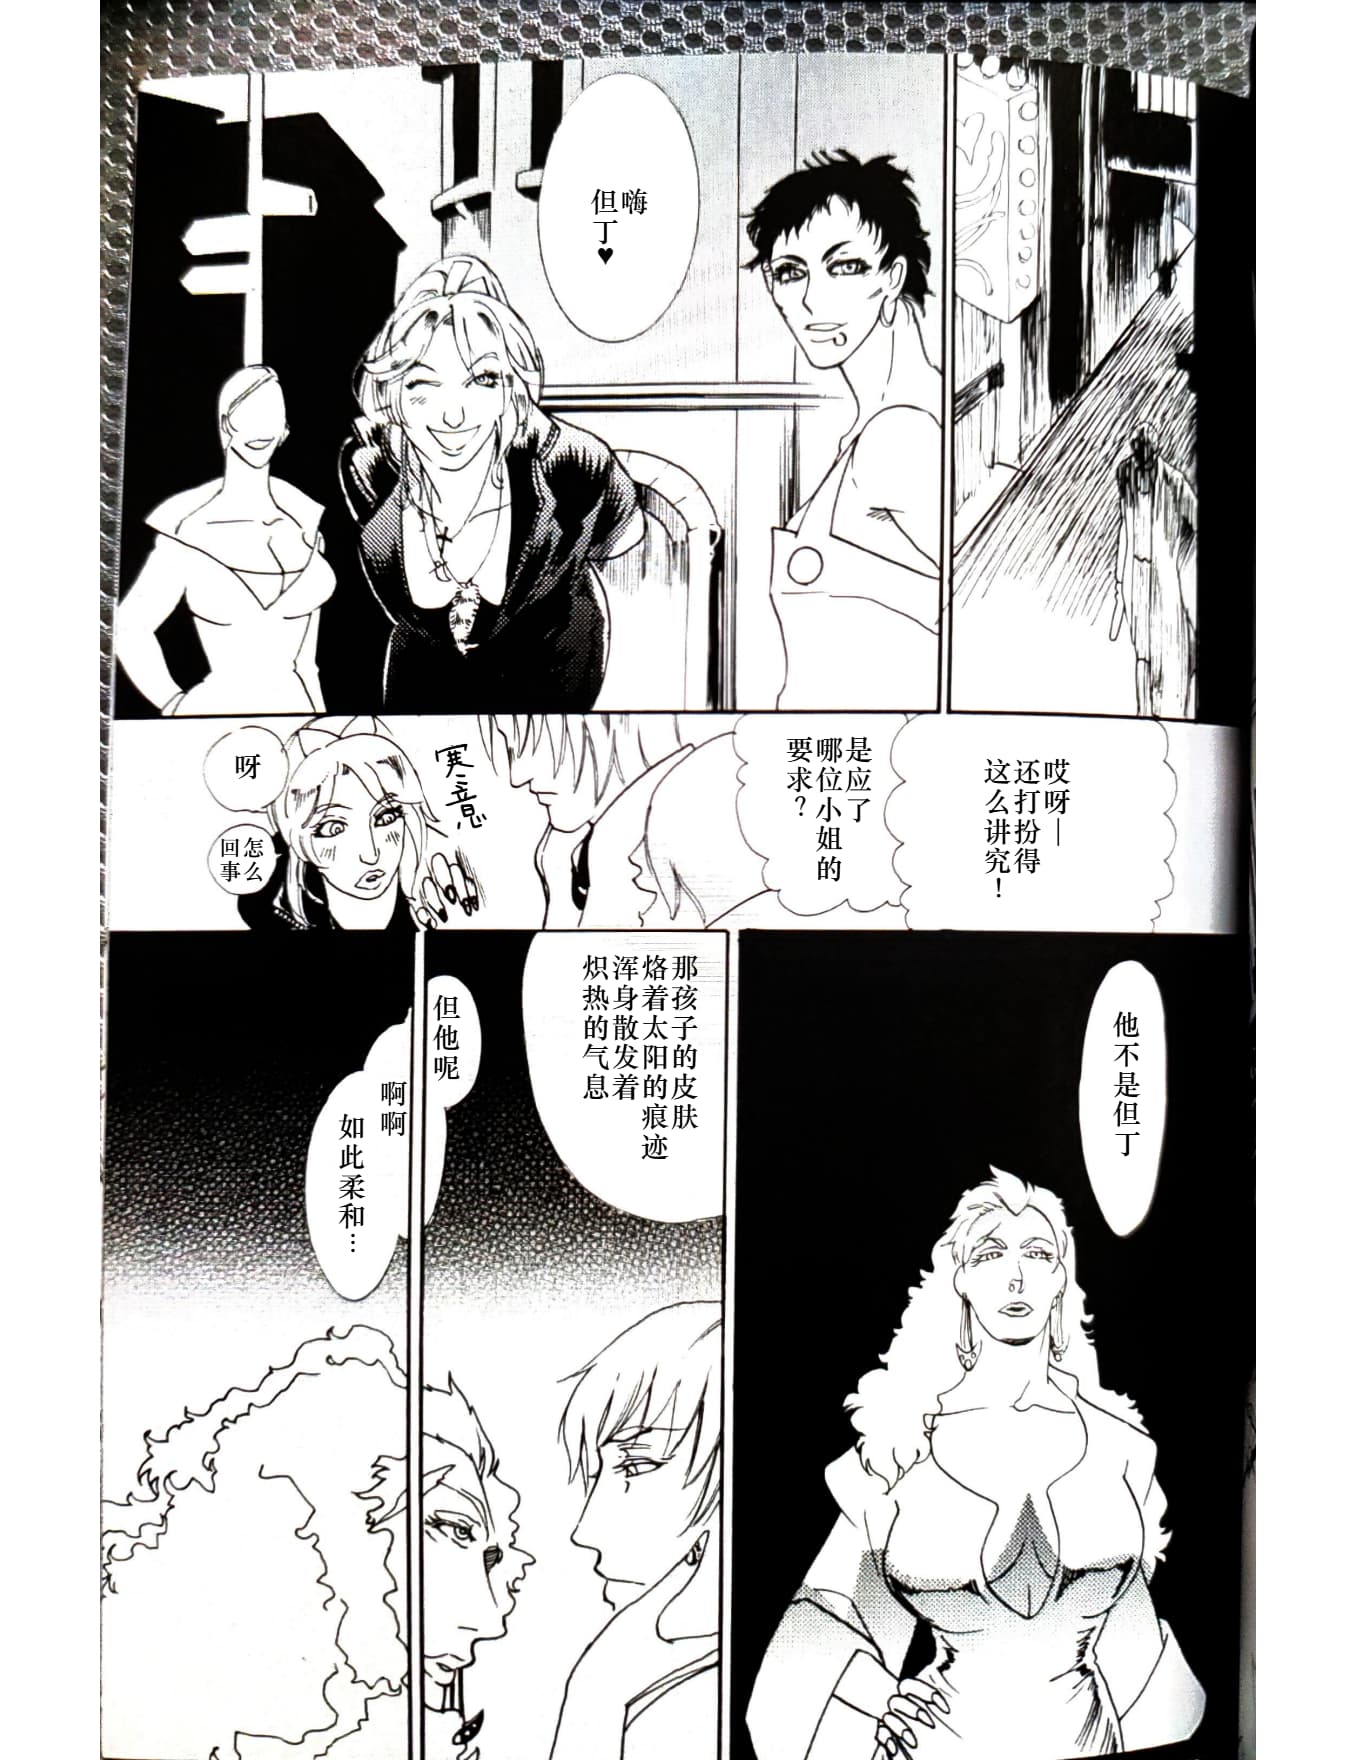 嗨
但丁♥
哎呀—
还打扮得
这么讲究！
是应了
哪位小姐的
要求？
寒意
呀
怎么
回事
他不是但丁
那孩子的皮肤
烙着太阳的痕迹
浑身散发着
炽热的气息
但他呢
啊啊
如此柔和…